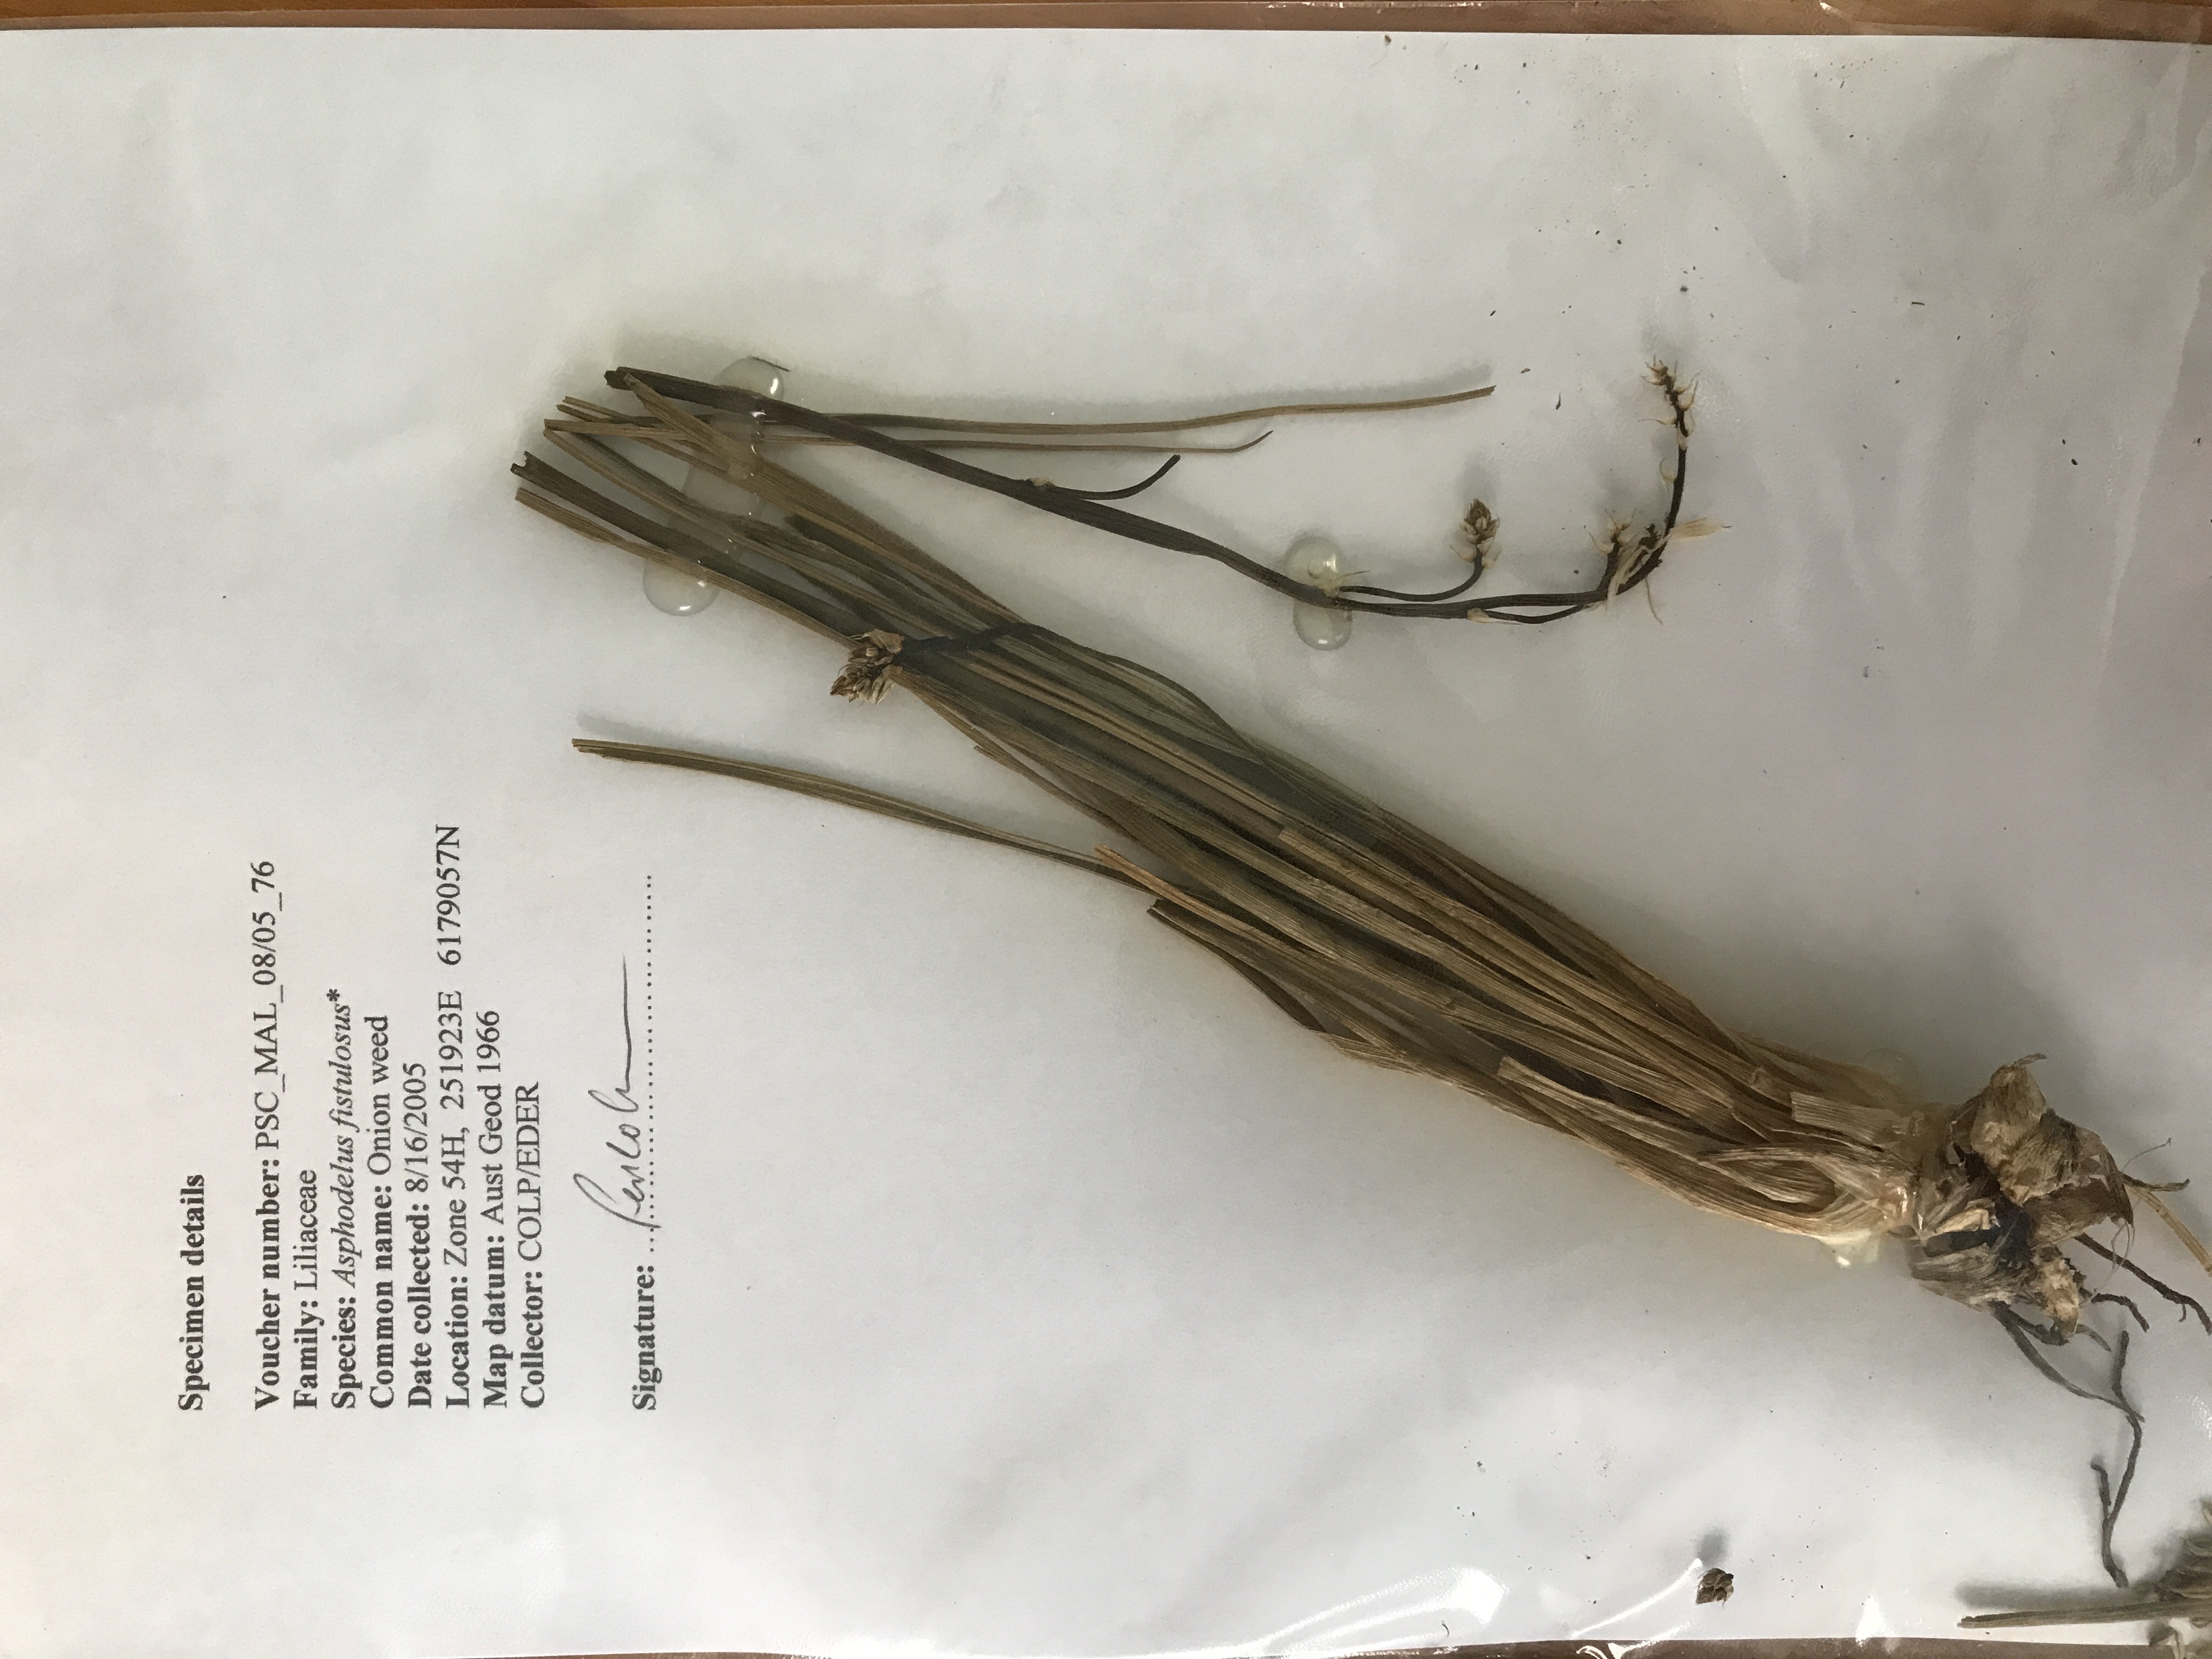 Specimen details
Voucher number: PSC_MAL_08/05_76
Family: Liliaceae
Species: Asphodelus fistulosus*
Common name: Onion weed
Date collected: 8/16/2005
Location: Zone 54H, 251923E 6179057N
Map datum: Aust Geod 1966
Collector: COLP/EDER
Signature: ........................................